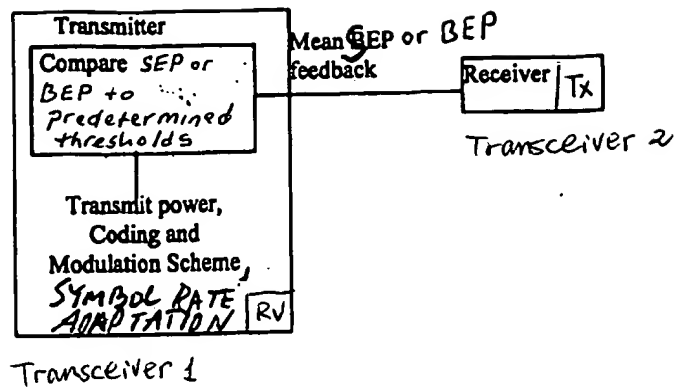 Transmitter
Compare SEP or
BEP to
predetermined
thresholds
Transmit power,
Coding and
Modulation Scheme,
SYMBOL RATE
ADAPTATION
RV
Transceiver 1
Mean SEP or BEP
feedback
Receiver
Tx
Transceiver 2